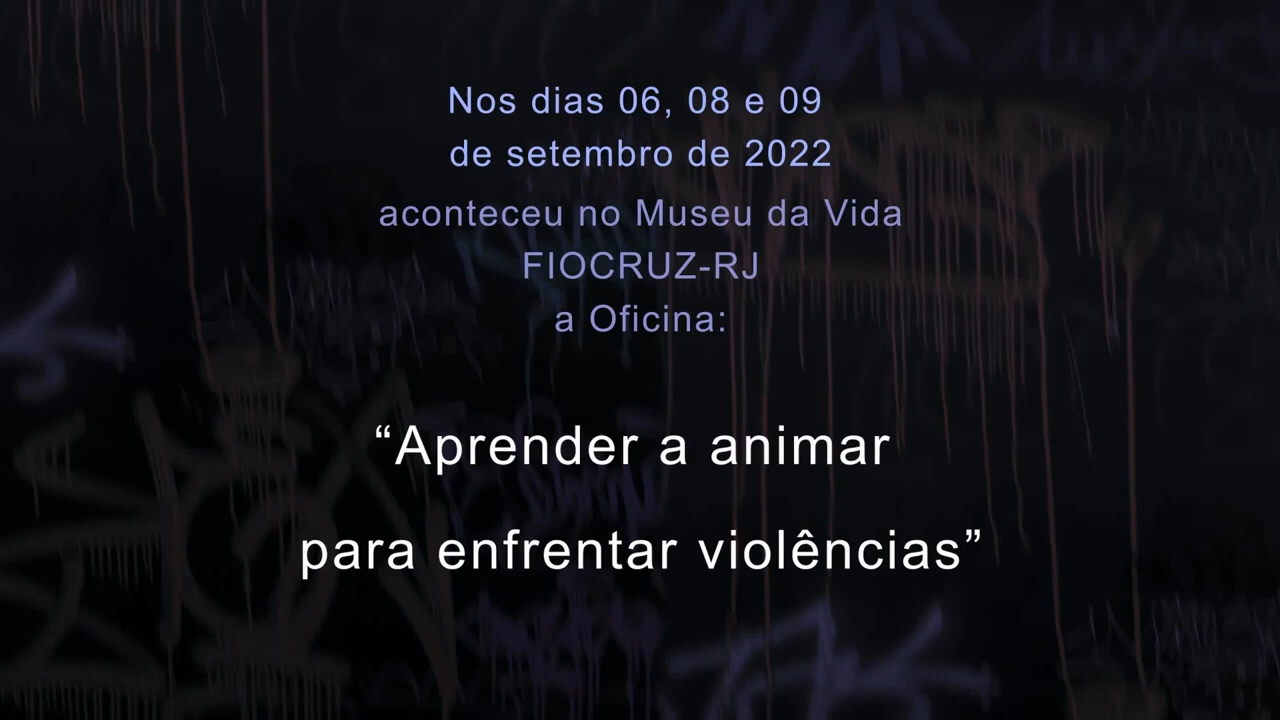 Nos dias 06, 08 e 09
de setembro de 2022
aconteceu no Museu da Vida
FIOCRUZ-RJ
a Oficina:
“Aprender a animar
para enfrentar violências”